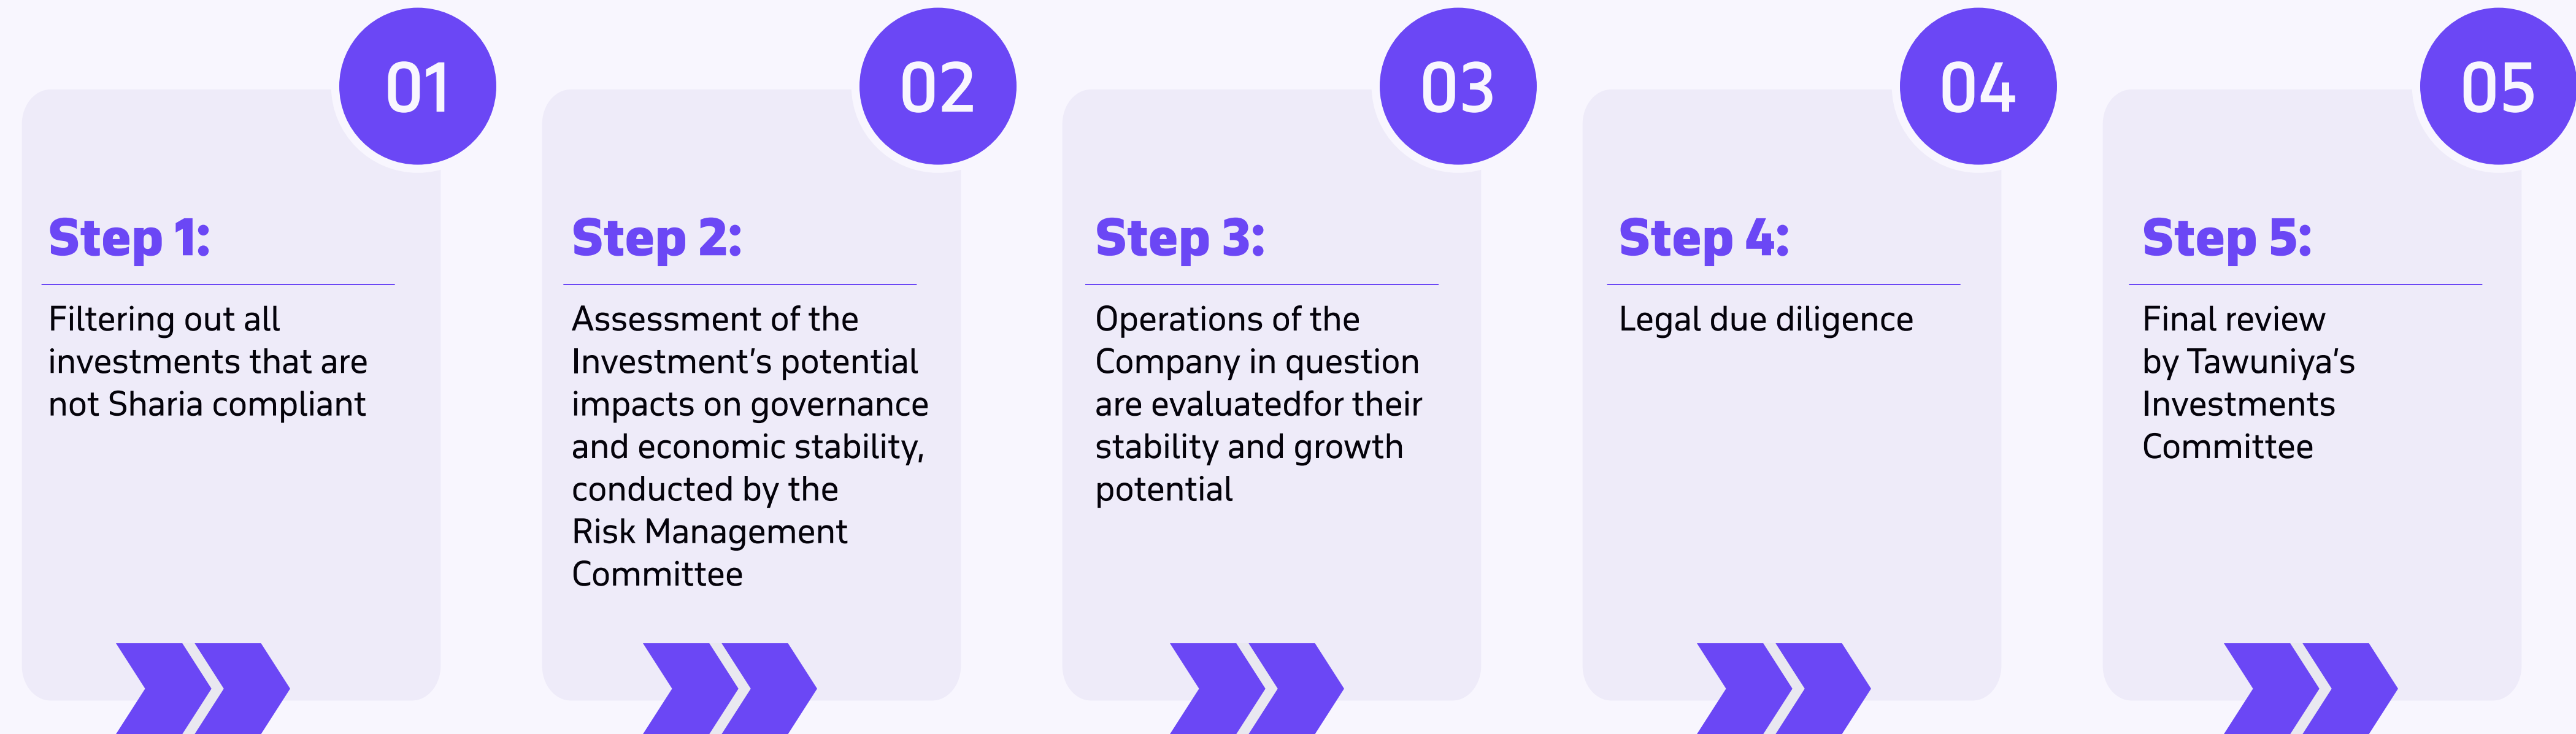 01
Step 1:
Filtering out all
investments that are
not Sharia compliant
02
Step 2:
Assessment of the
Investment’s potential
impacts on governance
and economic stability,
conducted by the
Risk Management
Committee
03
Step 3:
Operations of the
Company in question
are evaluatedfor their
stability and growth
potential
04
Step 4:
Legal due diligence
05
Step 5:
Final review
by Tawuniya’s
Investments
Committee